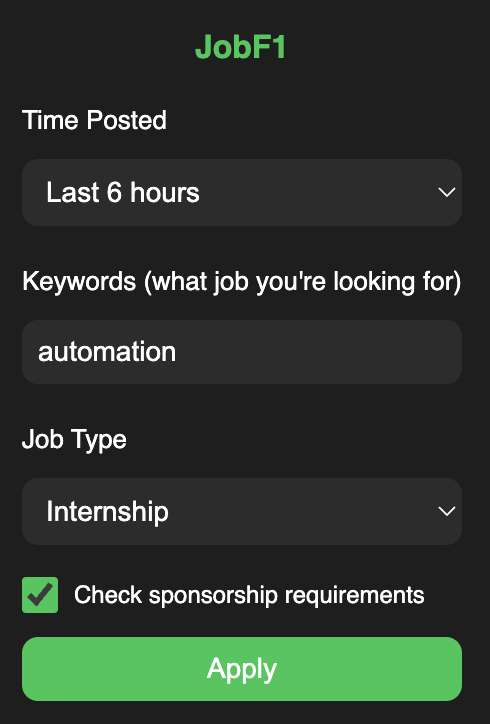 JobF1
Time Posted
Last 6 hours
Keywords (what job you're looking for)
automation
Job Type
Internship
Check sponsorship requirements
Apply